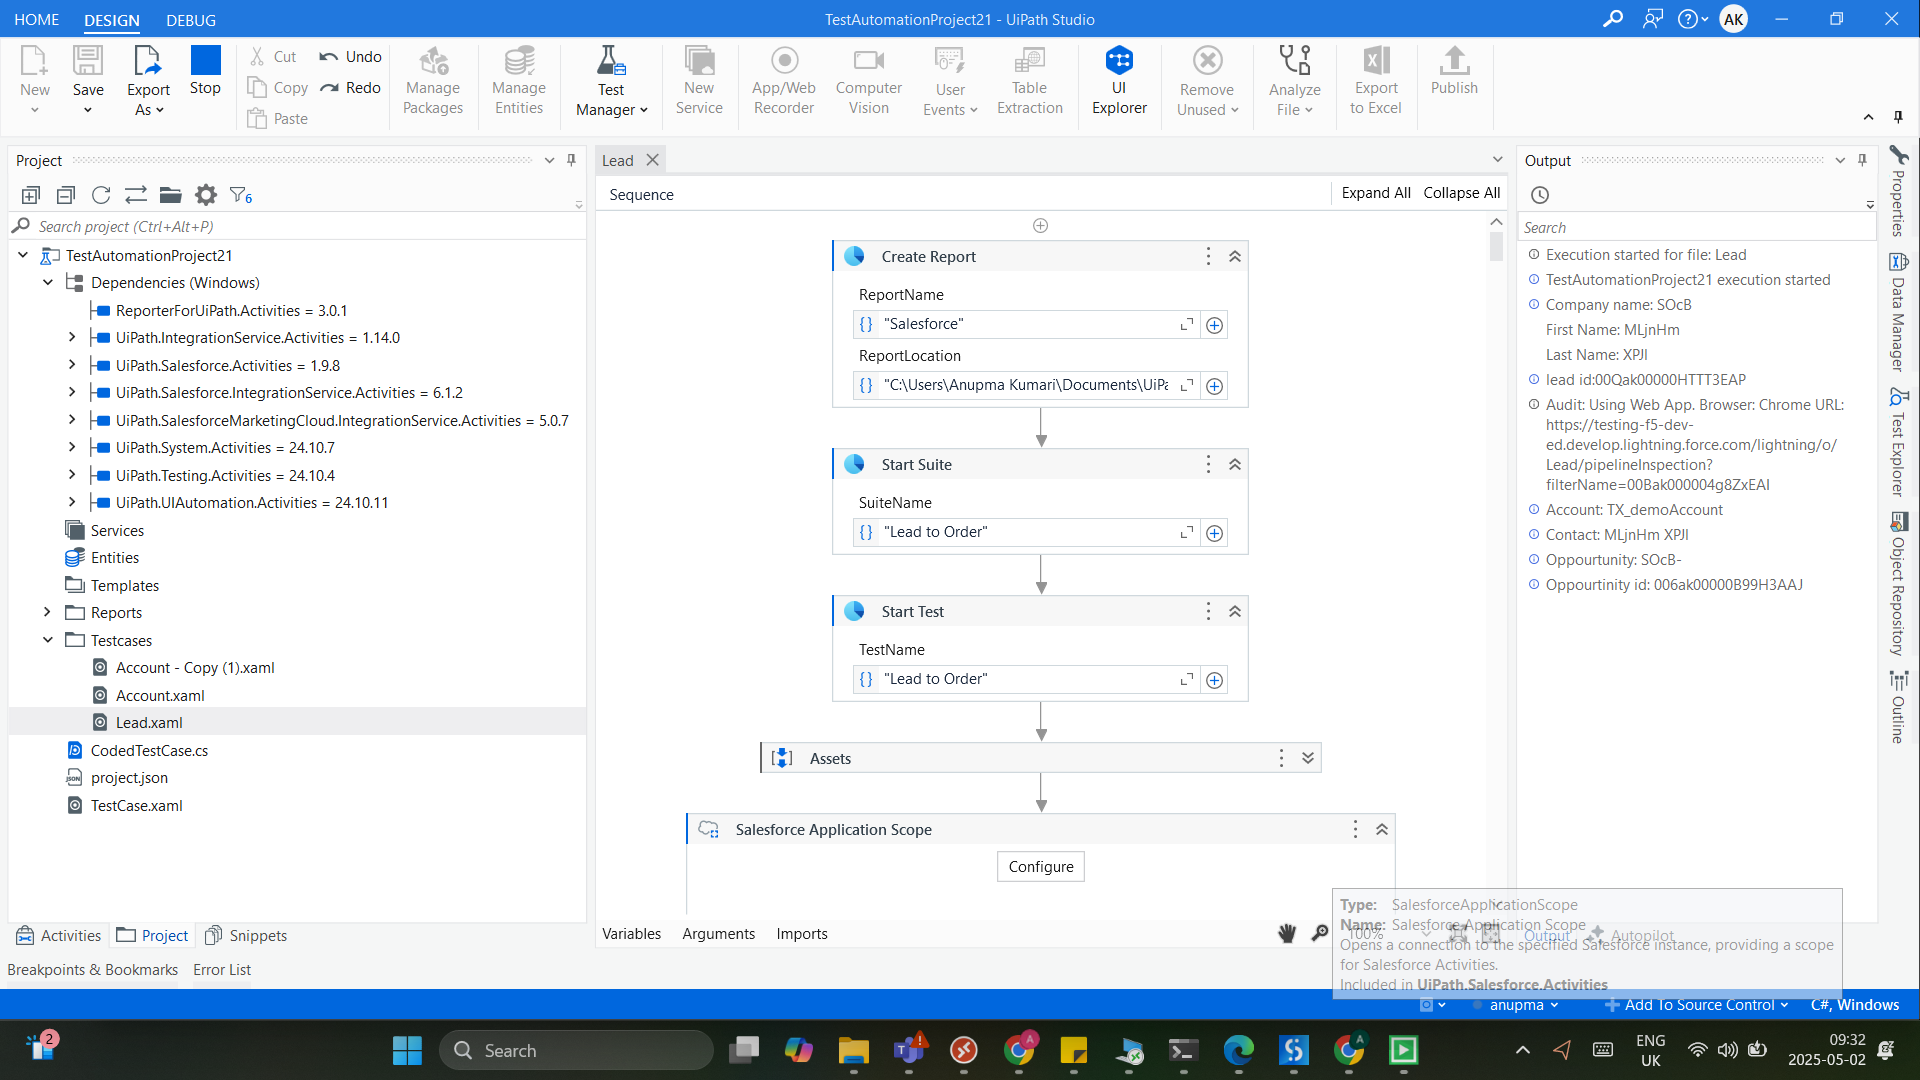 HOME DESIGN DEBUG
TestAutomationProject21 - UiPath Studio
AK
New
Save
Export As
Stop
Cut
Copy
Paste
Undo
Redo
Manage Packages
Manage Entities
Test Manager
New Service
App/Web Recorder
Computer Vision
User Events
Table Extraction
UI Explorer
Remove Unused
Analyze File
Export to Excel
Publish
Project
6
Search project (Ctrl+Alt+P)
TestAutomationProject21
Dependencies (Windows)
ReporterForUiPath.Activities = 3.0.1
UiPath.IntegrationService.Activities = 1.14.0
UiPath.Salesforce.Activities = 1.9.8
UiPath.Salesforce.IntegrationService.Activities = 6.1.2
UiPath.SalesforceMarketingCloud.IntegrationService.Activities = 5.0.7
UiPath.System.Activities = 24.10.7
UiPath.Testing.Activities = 24.10.4
UiPath.UIAutomation.Activities = 24.10.11
Services
Entities
Templates
Reports
Testcases
Account - Copy (1).xaml
Account.xaml
Lead.xaml
CodedTestCase.cs
project.json
TestCase.xaml
Activities Project Snippets
Breakpoints & Bookmarks Error List
Lead
Sequence
Expand All Collapse All
Create Report
ReportName
"Salesforce"
ReportLocation
"C:\Users\Anupma Kumari\Documents\UiPa
Start Suite
SuiteName
"Lead to Order"
Start Test
TestName
"Lead to Order"
Assets
Salesforce Application Scope
Configure
Variables Arguments Imports
100%
Output
Search
Execution started for file: Lead
TestAutomationProject21 execution started
Company name: SOcB
First Name: MLjnHm
Last Name: XPJl
lead id:00Qak00000HTTT3EAP
Audit: Using Web App. Browser: Chrome URL:
https://testing-f5-dev-
ed.develop.lightning.force.com/lightning/o/
Lead/pipelineInspection?
filterName=00Bak000004g8ZxEAI
Account: TX_demoAccount
Contact: MLjnHm XPJl
Oppourtunity: SOcB-
Oppourtinity id: 006ak00000B99H3AAJ
Output Autopilot
Type: SalesforceApplicationScope
Name: Salesforce Application Scope
Opens a connection to the specified Salesforce instance, providing a scope
for Salesforce Activities.
Included in UiPath.Salesforce.Activities
Properties
Data Manager
Test Explorer
Object Repository
Outline
anupma
Add To Source Control
C#, Windows
2
Search
ENG
UK
09:32
2025-05-02